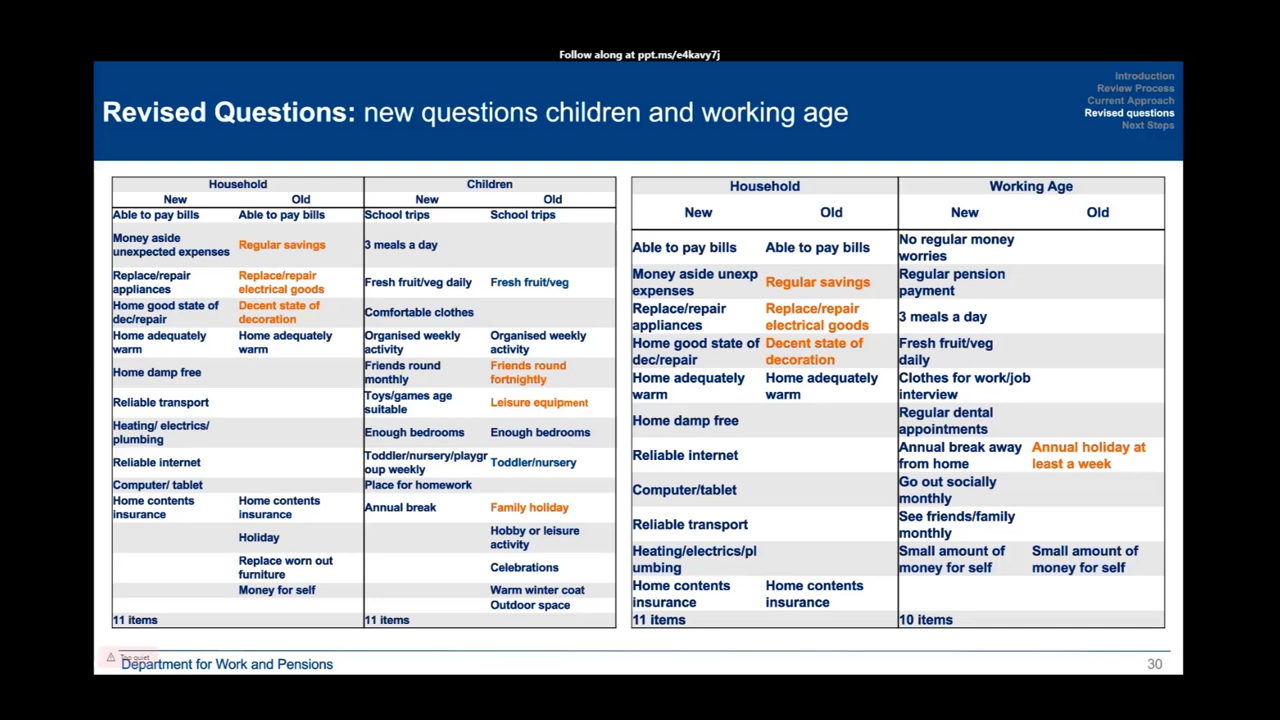 Follow along at ppt.ms/e4kavy7j
Revised Questions: new questions children and working age
Introduction
Review Process
Current Approach
Revised questions
Next Steps
Household Children
New Old New Old
Able to pay bills Able to pay bills School trips School trips
Money aside
unexpected expenses Regular savings 3 meals a day
Replace/repair
appliances Replace/repair
electrical goods Fresh fruit/veg daily Fresh fruit/veg
Home good state of
dec/repair Decent state of
decoration Comfortable clothes
Home adequately
warm Home adequately
warm Organised weekly
activity Organised weekly
activity
Home damp free Friends round
monthly Friends round
fortnightly
Reliable transport Toys/games age
suitable Leisure equipment
Heating/ electrics/
plumbing Enough bedrooms Enough bedrooms
Reliable internet Toddler/nursery/playgr
oup weekly Toddler/nursery
Computer/ tablet Place for homework
Home contents
insurance Home contents
insurance Annual break Family holiday
Holiday Hobby or leisure
activity
Replace worn out
furniture Celebrations
Money for self Warm winter coat
Outdoor space
11 items 11 items
Household Working Age
New Old New Old
Able to pay bills Able to pay bills No regular money
worries
Money aside unexp
expenses Regular savings Regular pension
payment
Replace/repair
appliances Replace/repair
electrical goods 3 meals a day
Home good state of
dec/repair Decent state of
decoration Fresh fruit/veg
daily
Home adequately
warm Home adequately
warm Clothes for work/job
interview
Home damp free Regular dental
appointments
Reliable internet Annual break away
from home Annual holiday at
least a week
Computer/tablet Go out socially
monthly
Reliable transport See friends/family
monthly
Heating/electrics/pl
umbing Small amount of
money for self Small amount of
money for self
Home contents
insurance Home contents
insurance
11 items 10 items
Too quiet
Department for Work and Pensions
30